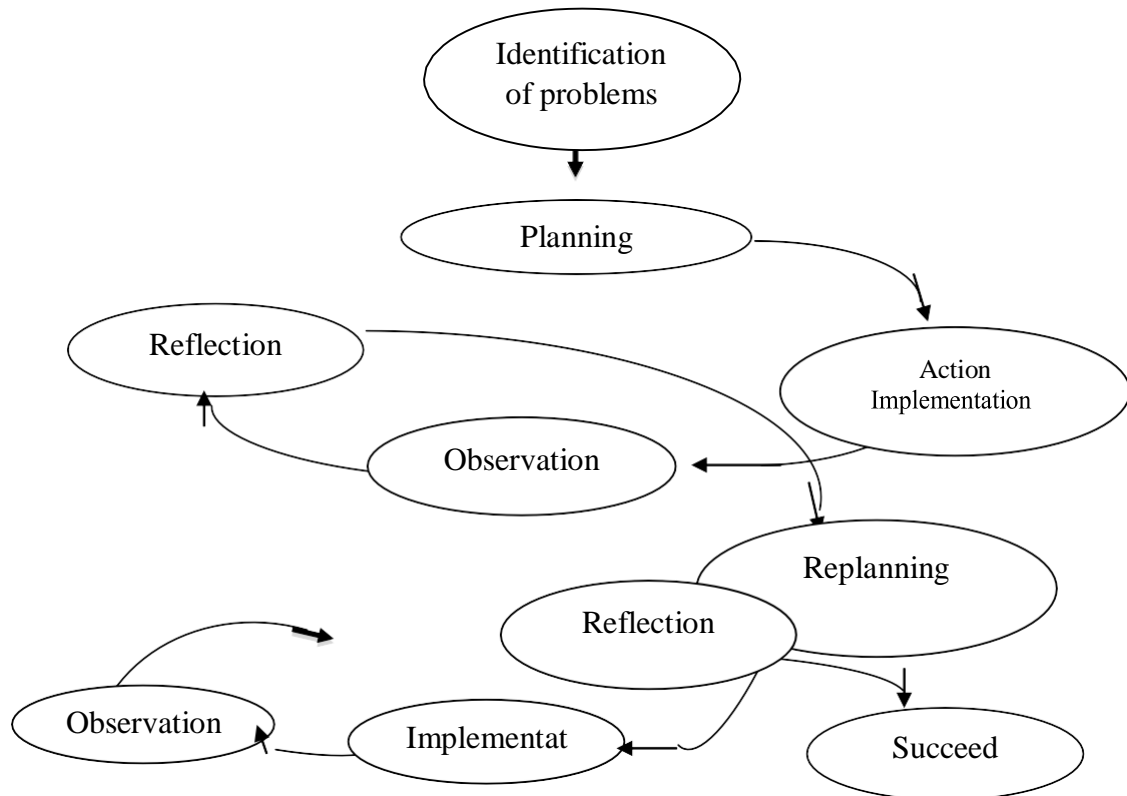 Identification
of problems
Planning
Reflection
Action
Implementation
Observation
Replanning
Reflection
Observation
Implementat
Succeed